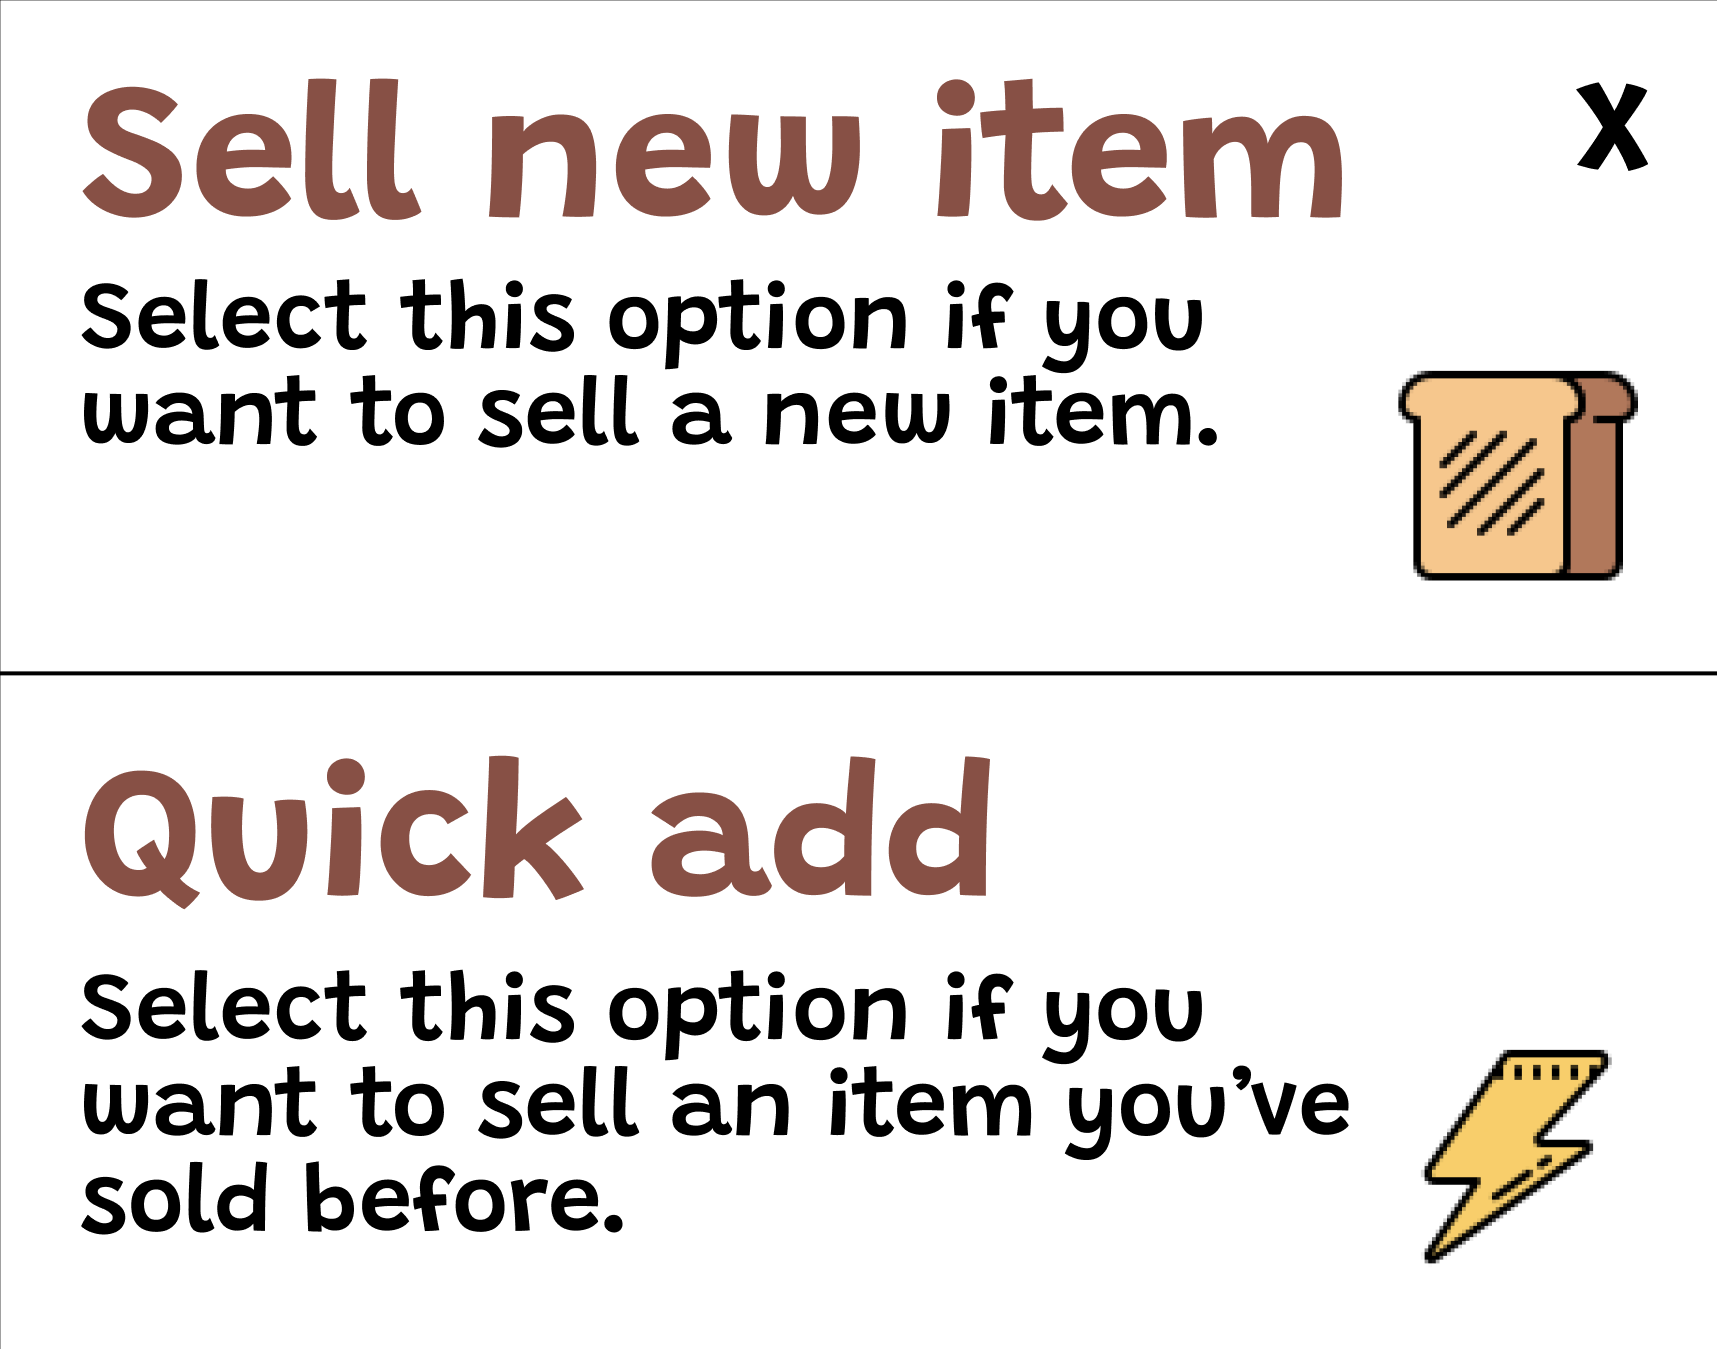 Sell new item
X
Select this option if you
want to sell a new item.
Quick add
Select this option if you
want to sell an item you’ve
sold before.